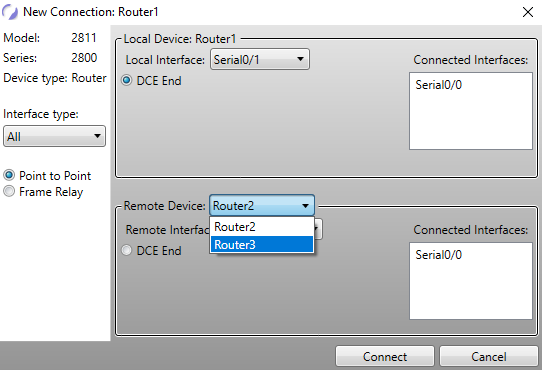 New Connection: Router1
Model: 2811
Series: 2800
Device type: Router
Interface type:
All
Point to Point
Frame Relay
Local Device: Router1
Local Interface: Serial0/1
DCE End
Connected Interfaces:
Serial0/0
Remote Device: Router2
Router2
Router3
Remote Interfac
DCE End
Connected Interfaces:
Serial0/0
Connect
Cancel